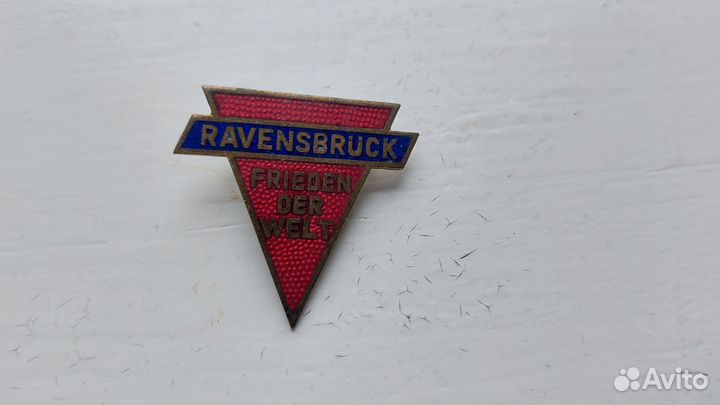 RAVENSBRUCK
FRIEDEN
DER
WELT
Avito